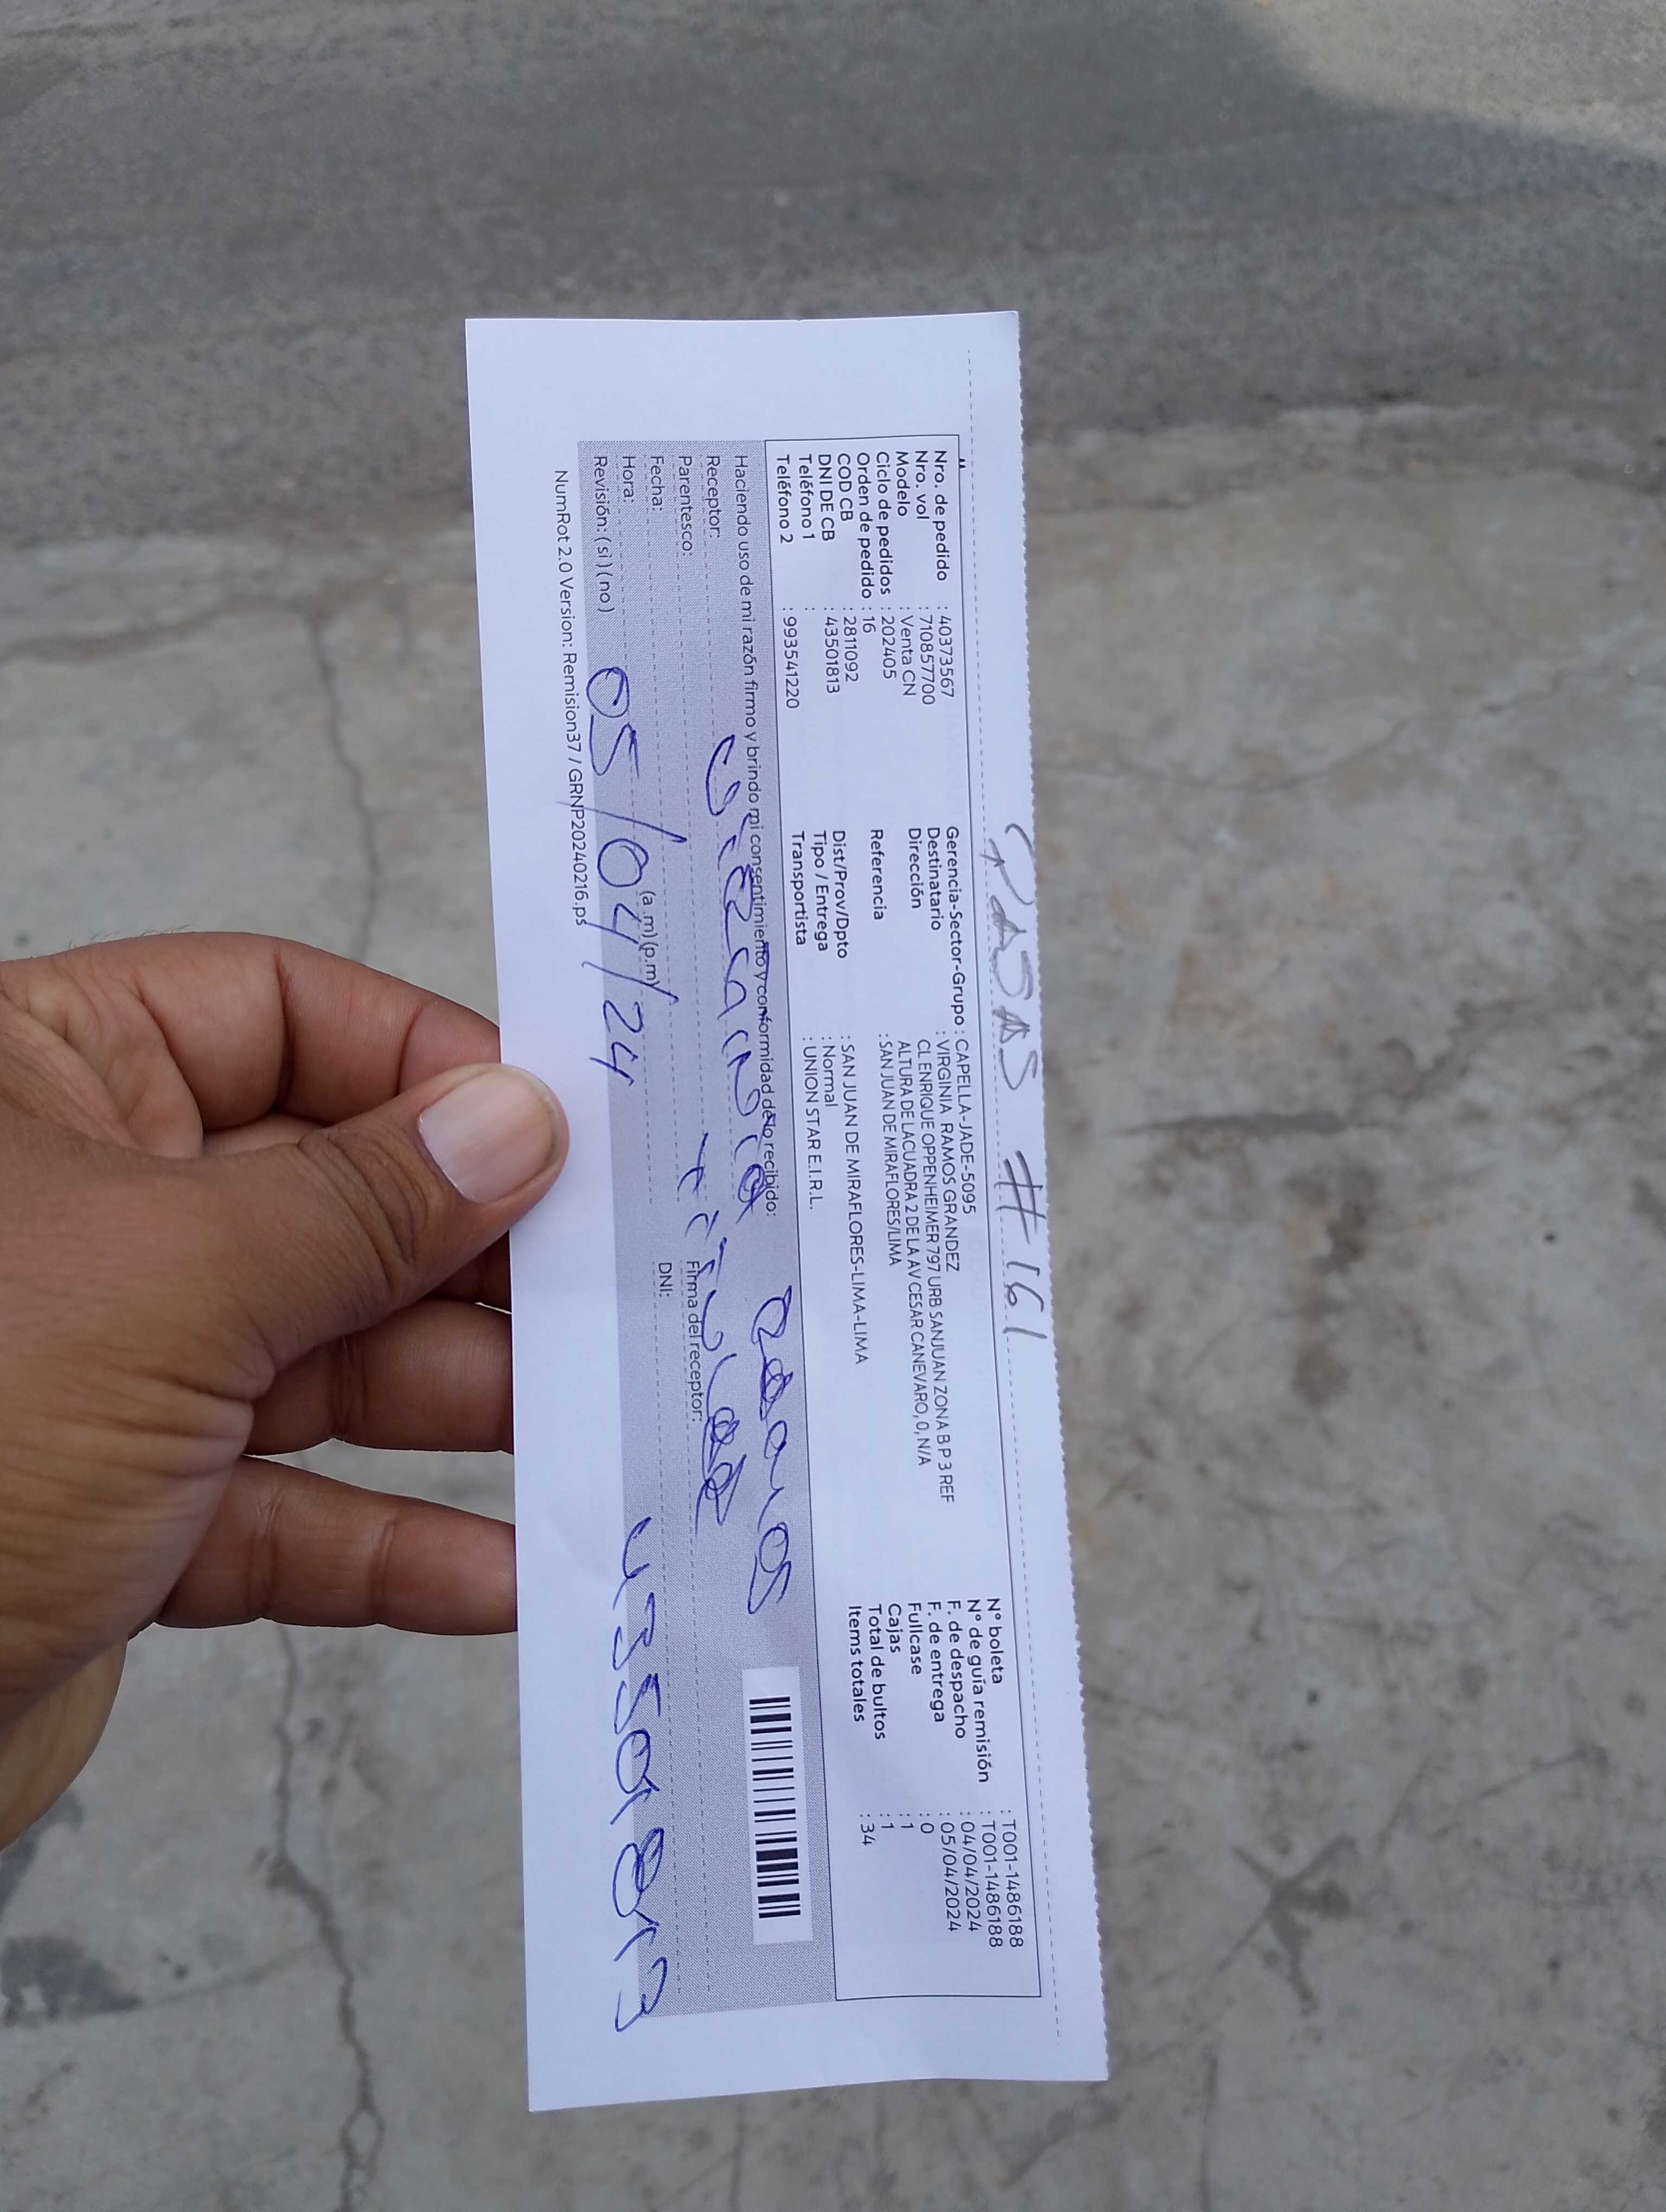 #161
Nro. de pedido : 40373567
Nro. vol : 710857700
Modelo : Venta CN
Ciclo de pedidos : 202405
Orden de pedido : 16
COD CB : 2811092
DNI DE CB : 43501813
Teléfono 1 :
Teléfono 2 : 993541220
Gerencia-Sector-Grupo : CAPELLA-JADE-5095
Destinatario : VIRGINIA RAMOS GRANDEZ
Dirección CL ENRIQUE OPPENHEIMER 797 URB SANJUAN ZONA B P 3 REF
ALTURA DE LACUADRA 2 DE LA AV CESAR CANEVARO, 0, N/A
Referencia : SAN JUAN DE MIRAFLORES/LIMA
Dist/Prov/Dpto : SAN JUAN DE MIRAFLORES-LIMA-LIMA
Tipo / Entrega : Normal
Transportista : UNION STAR E.I.R.L.
N° boleta : T001-1486188
N° de guía remisión : T001-1486188
F. de despacho : 04/04/2024
F. de entrega : 05/04/2024
Fullcase : 0
Cajas : 1
Total de bultos : 1
Items totales : 34
Haciendo uso de mi razón firmo y brindo mi consentimiento y conformidad de lo recibido:
Receptor: Ramos
Parentesco:
Firma del receptor:
Fecha:
DNI: 43501813
Hora: (a.m) (p.m)
Revisión: ( si ) ( no ) 05/04/24
NumRot 2.0 Version: Remision37 / GRNP20240216.ps